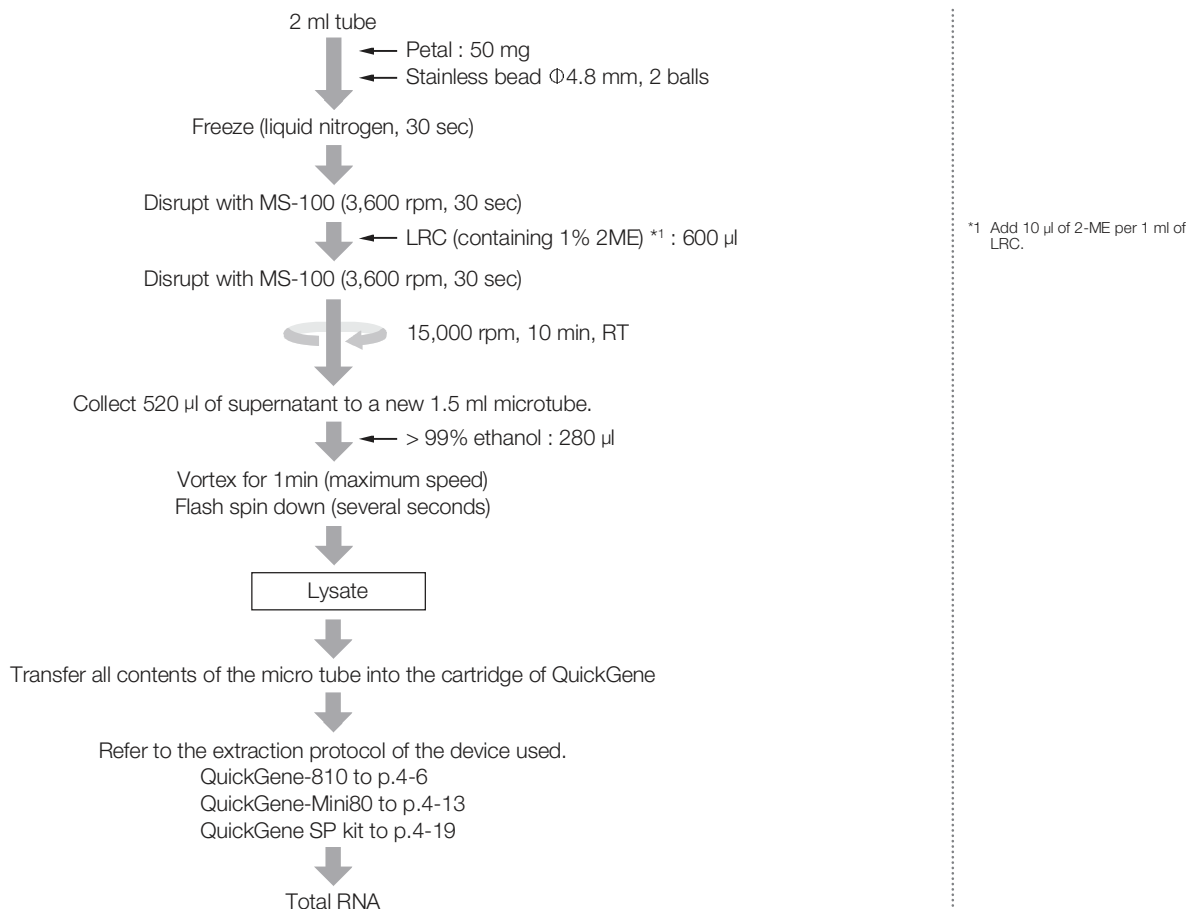 2 ml tube
Petal : 50 mg
Stainless bead Φ4.8 mm, 2 balls
Freeze (liquid nitrogen, 30 sec)
Disrupt with MS-100 (3,600 rpm, 30 sec)
LRC (containing 1% 2ME) *1 : 600 μl
Disrupt with MS-100 (3,600 rpm, 30 sec)
15,000 rpm, 10 min, RT
Collect 520 μl of supernatant to a new 1.5 ml microtube.
> 99% ethanol : 280 μl
Vortex for 1min (maximum speed)
Flash spin down (several seconds)
Lysate
Transfer all contents of the micro tube into the cartridge of QuickGene
Refer to the extraction protocol of the device used.
QuickGene-810 to p.4-6
QuickGene-Mini80 to p.4-13
QuickGene SP kit to p.4-19
Total RNA
*1 Add 10 μl of 2-ME per 1 ml of
LRC.